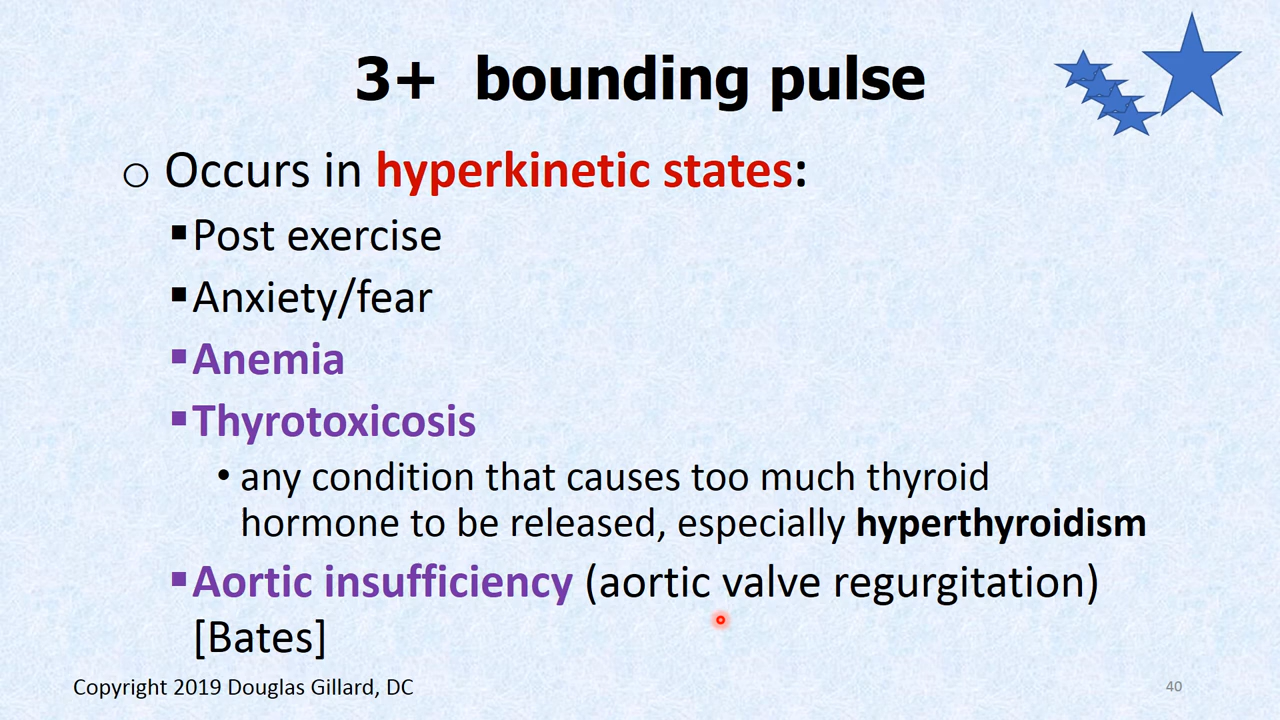 3+ bounding pulse
o Occurs in hyperkinetic states:
▪Post exercise
▪Anxiety/fear
▪Anemia
▪Thyrotoxicosis
• any condition that causes too much thyroid
hormone to be released, especially hyperthyroidism
▪Aortic insufficiency (aortic valve regurgitation)
[Bates]
Copyright 2019 Douglas Gillard, DC
40